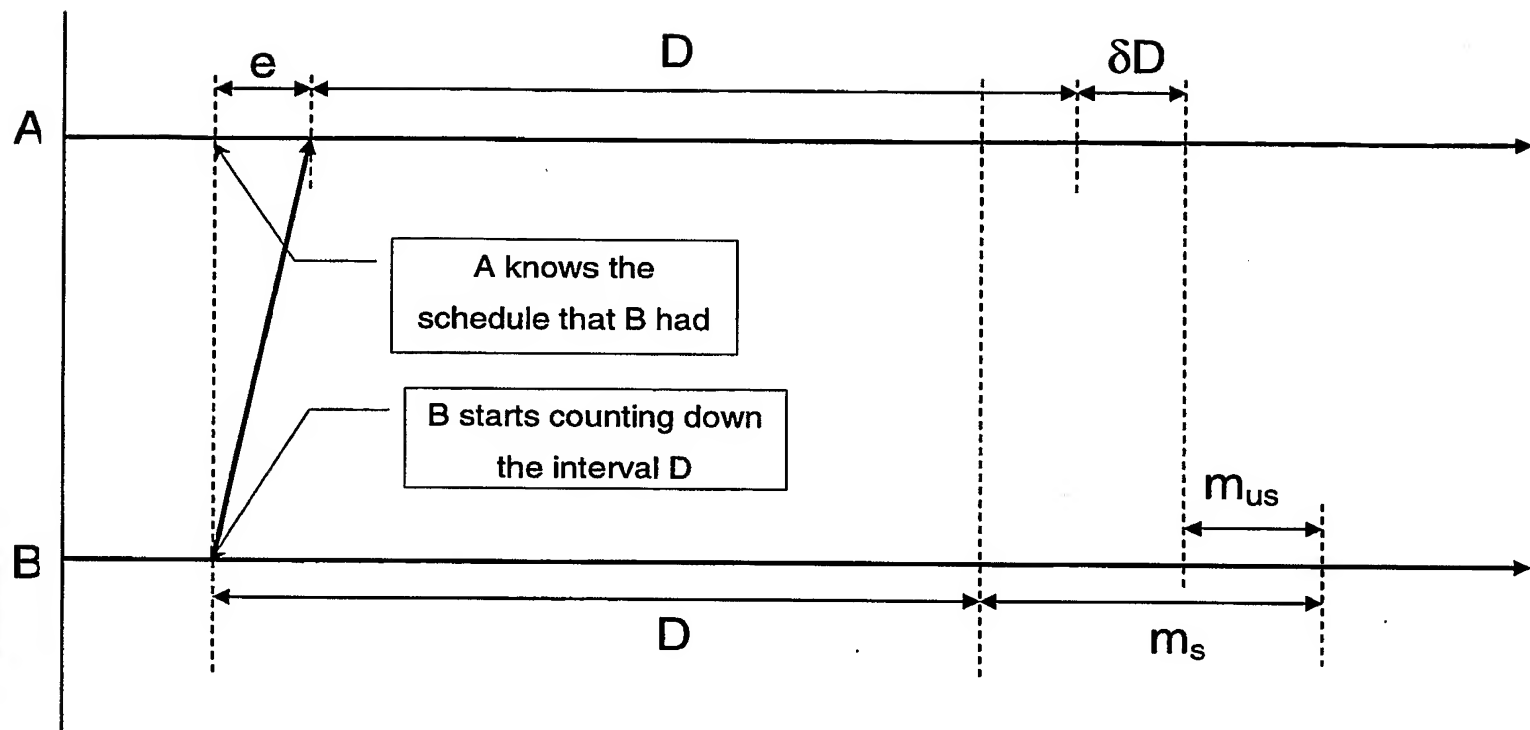 e
D
δD
A
A knows the
schedule that B had
B starts counting down
the interval D
mus
B
D
ms